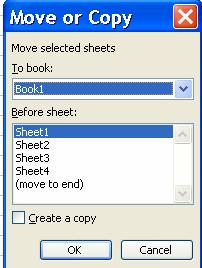 Move or Copy
Move selected sheets
To book:
Book1
Before sheet:
Sheet1
Sheet2
Sheet3
Sheet4
(move to end)
Create a copy
OK Cancel